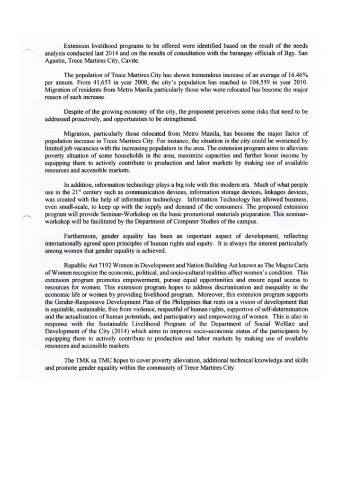 Extension livelihood programs to be offered were identified based on the result of the needs
analysis conducted last 2014 and on the results of consultation with the barangay officials of Bgy. San
Agustin, Trece Martires City, Cavite.
The population of Trece Martires City has shown tremendous increase of an average of 16.46%
per annum. From 41,653 in year 2000, the city's population has reached to 104,559 in year 2010.
Migration of residents from Metro Manila particularly those who were relocated has become the major
reason of such increase.
Despite of the growing economy of the city, the proponent perceives some risks that need to be
addressed proactively, and opportunities to be strengthened.
Migration, particularly those relocated from Metro Manila, has become the major factor of
population increase in Trece Martires City. For instance, the situation in the city could be worsened by
limited job vacancies with the increasing population in the area. The extension program aims to alleviate
poverty situation of some households in the area, maximize capacities and further boost income by
equipping them to actively contribute to production and labor markets by making use of available
resources and accessible markets.
In addition, information technology plays a big role with this modern era. Much of what people
use in the 21st century such as communication devices, information storage devices, linkages devices,
was created with the help of information technology. Information Technology has allowed business,
even small-scale, to keep up with the supply and demand of the consumers. The proposed extension
program will provide Seminar-Workshop on the basic promotional materials preparation. This seminar-
workshop will be facilitated by the Department of Computer Studies of the campus.
Furthermore, gender equality has been an important aspect of development, reflecting
internationally agreed upon principles of human rights and equity. It is always the interest particularly
among women that gender equality is achieved.
Republic Act 7192 Women in Development and Nation Building Act known as The Magna Carta
of Women recognize the economic, political, and socio-cultural realities affect women's condition. This
extension program promotes empowerment, pursue equal opportunities and ensure equal access to
resources for women. This extension program hopes to address discrimination and inequality in the
economic life or women by providing livelihood program. Moreover, this extension program supports
the Gender-Responsive Development Plan of the Philippines that rests on a vision of development that
is equitable, sustainable, free from violence, respectful of human rights, supportive of self-determination
and the actualization of human potentials, and participatory and empowering of women. This is also in
response with the Sustainable Livelihood Program of the Department of Social Welfare and
Development of the City (2014) which aims to improve socio-economic status of the participants by
equipping them to actively contribute to production and labor markets by making use of available
resources and accessible markets.
The TMK sa TMC hopes to cover poverty alleviation, additional technical knowledge and skills
and promote gender equality within the community of Trece Martires City.